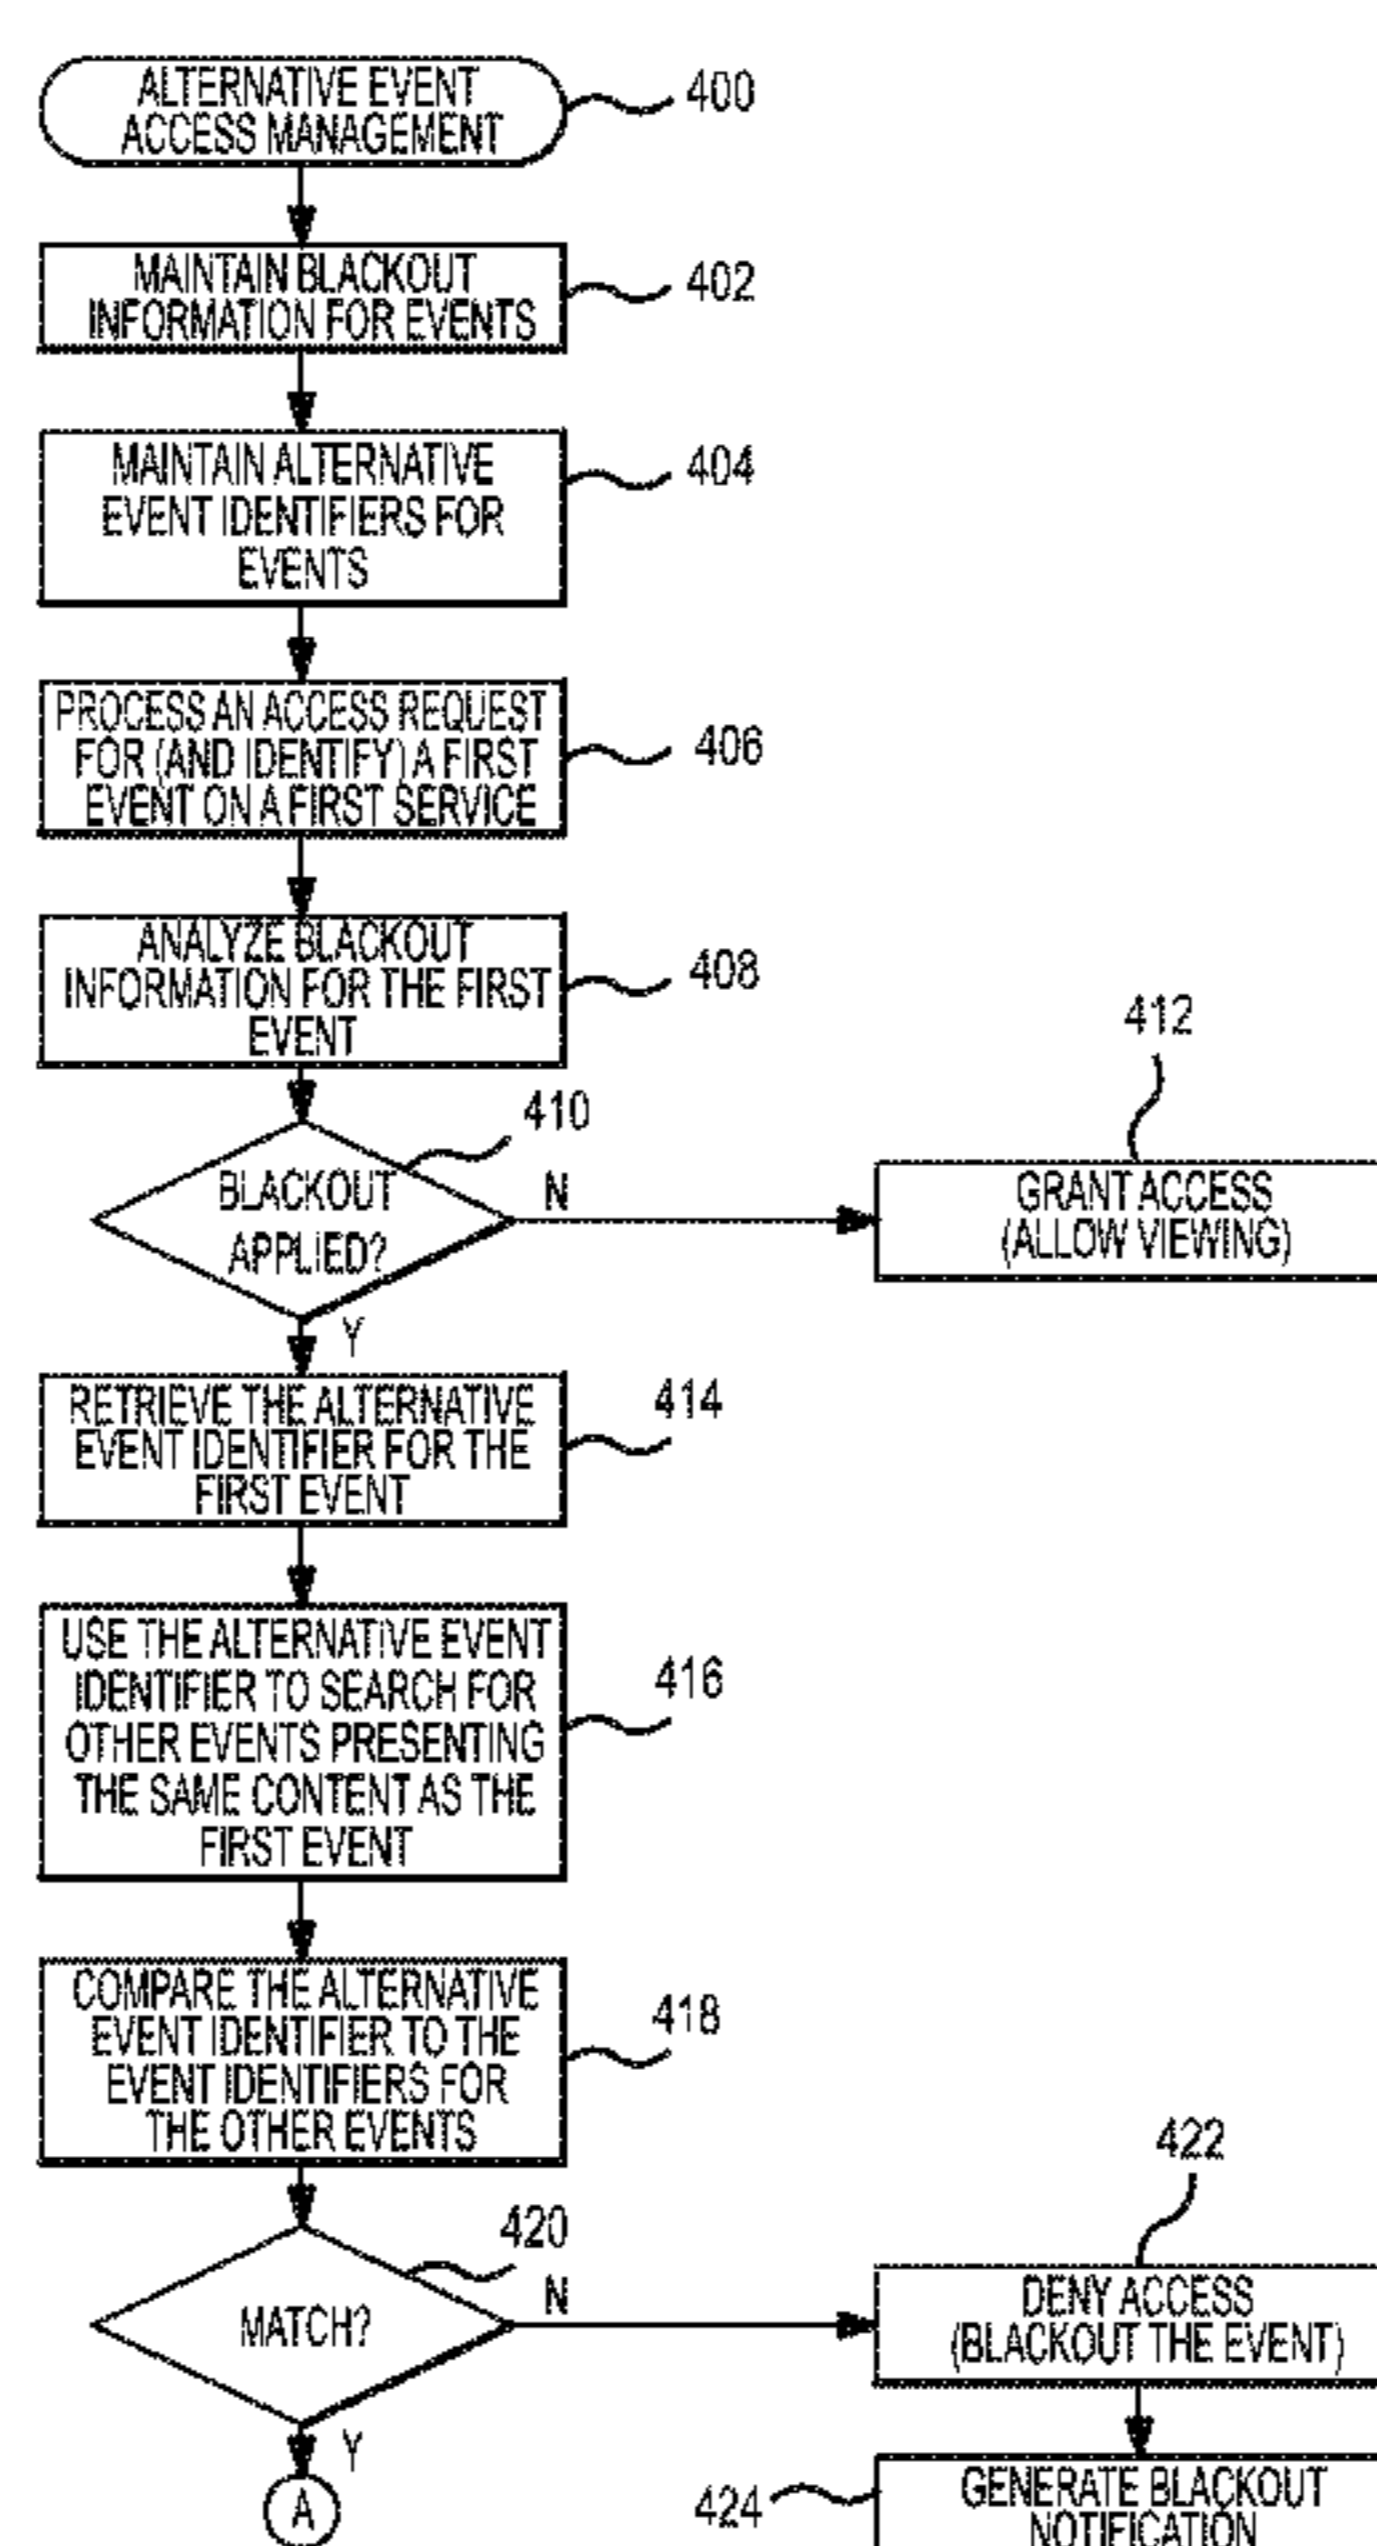 ALTERNATIVE EVENT
ACCESS MANAGEMENT
400
MAINTAIN BLACKOUT
INFORMATION FOR EVENTS
402
MAINTAIN ALTERNATIVE
EVENT IDENTIFIERS FOR
EVENTS
404
PROCESS AN ACCESS REQUEST
FOR (AND IDENTIFY) A FIRST
EVENT ON A FIRST SERVICE
406
ANALYZE BLACKOUT
INFORMATION FOR THE FIRST
EVENT
408
BLACKOUT
APPLIED?
410
N
Y
412
GRANT ACCESS
(ALLOW VIEWING)
RETRIEVE THE ALTERNATIVE
EVENT IDENTIFIER FOR THE
FIRST EVENT
414
USE THE ALTERNATIVE EVENT
IDENTIFIER TO SEARCH FOR
OTHER EVENTS PRESENTING
THE SAME CONTENT AS THE
FIRST EVENT
416
COMPARE THE ALTERNATIVE
EVENT IDENTIFIER TO THE
EVENT IDENTIFIERS FOR
THE OTHER EVENTS
418
MATCH?
420
N
Y
422
DENY ACCESS
(BLACKOUT THE EVENT)
A
424
GENERATE BLACKOUT
NOTIFICATION